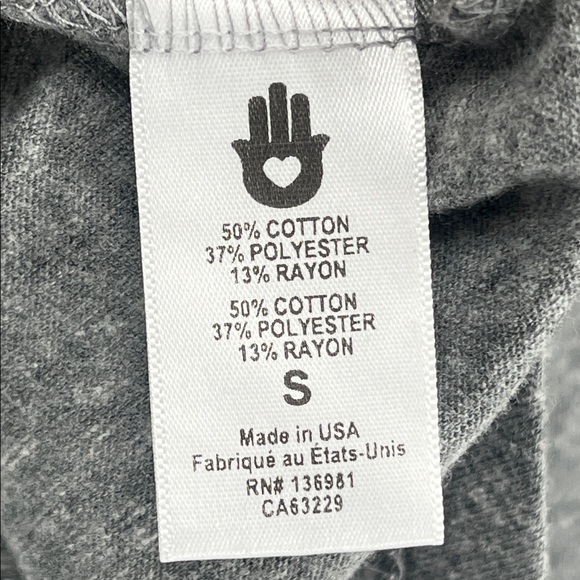 50% COTTON
37% POLYESTER
13% RAYON
50% COTTON
37% POLYESTER
13% RAYON
S
Made in USA
Fabriqué au États-Unis
RN# 136981
CA63229